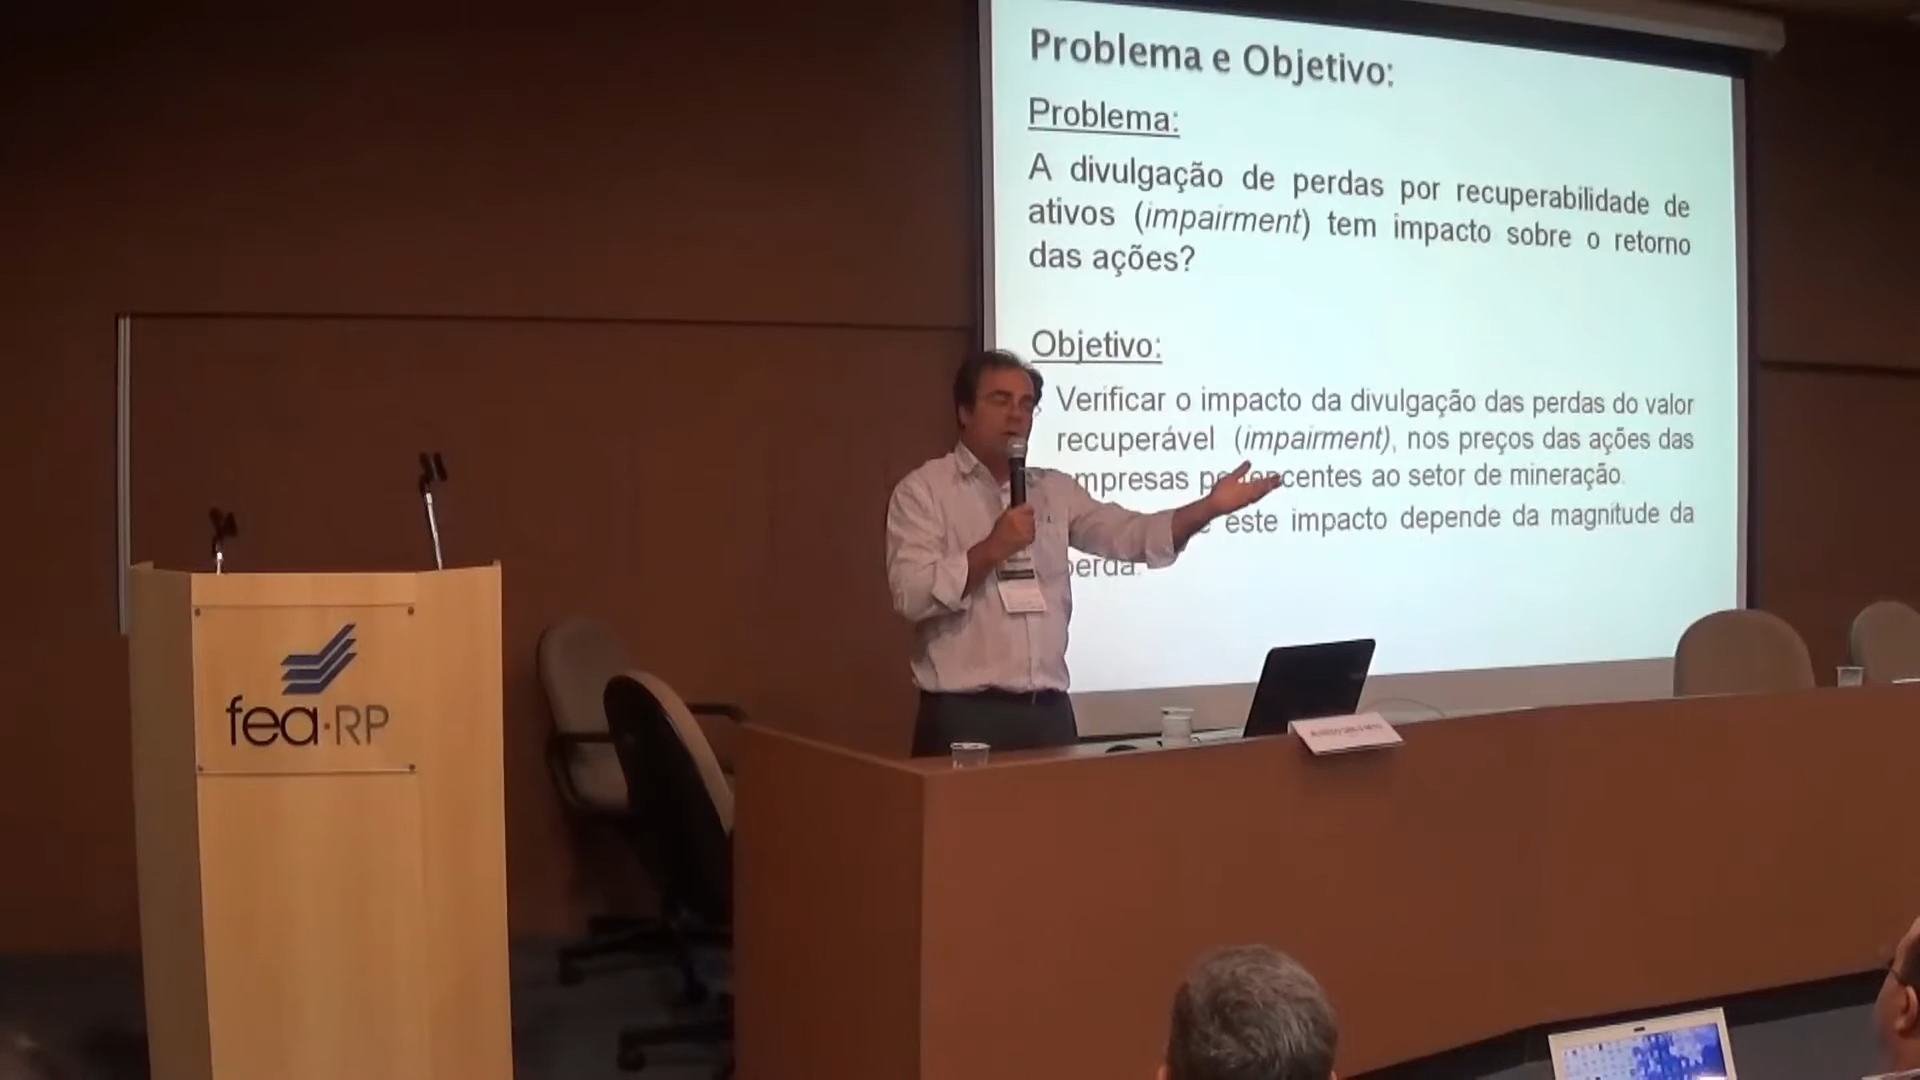 Problema e Objetivo:
Problema:
A divulgação de perdas por recuperabilidade de
ativos (impairment) tem impacto sobre o retorno
das ações?
Objetivo:
Verificar o impacto da divulgação das perdas do valor
recuperável (impairment), nos preços das ações das
mpresas centes ao setor de mineração.
este impacto depende da magnitude da
perda.
fea·RP